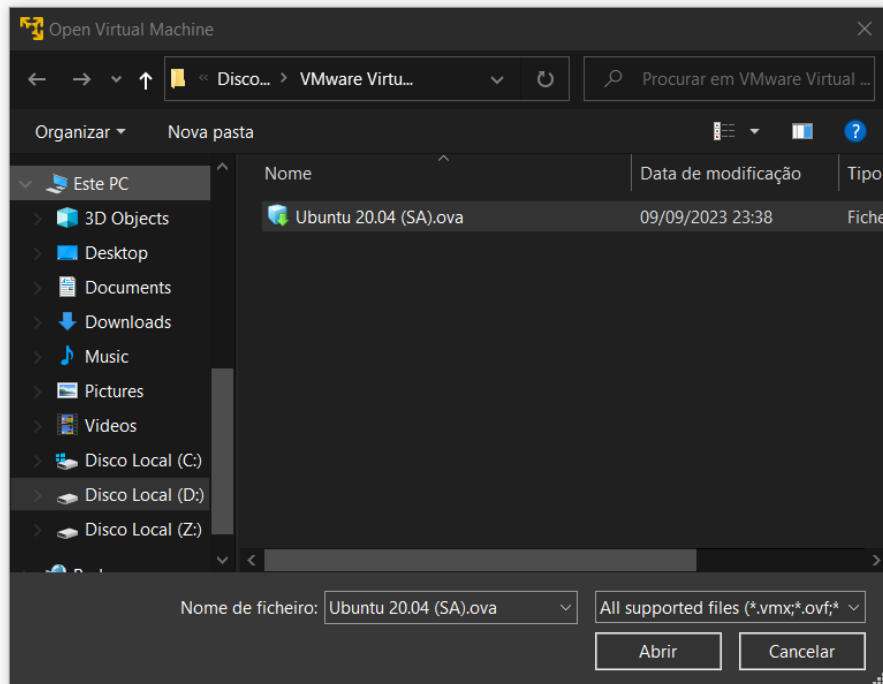 Open Virtual Machine
« Disco... > VMware Virtu...
Procurar em VMware Virtual ...
Organizar
Nova pasta
?
Nome
Data de modificação
Tipo
Este PC
3D Objects
Desktop
Documents
Downloads
Music
Pictures
Videos
Disco Local (C:)
Disco Local (D:)
Disco Local (Z:)
Ubuntu 20.04 (SA).ova
09/09/2023 23:38
Fiche
Nome de ficheiro:
Ubuntu 20.04 (SA).ova
All supported files (*.vmx;*.ovf;*
Abrir
Cancelar